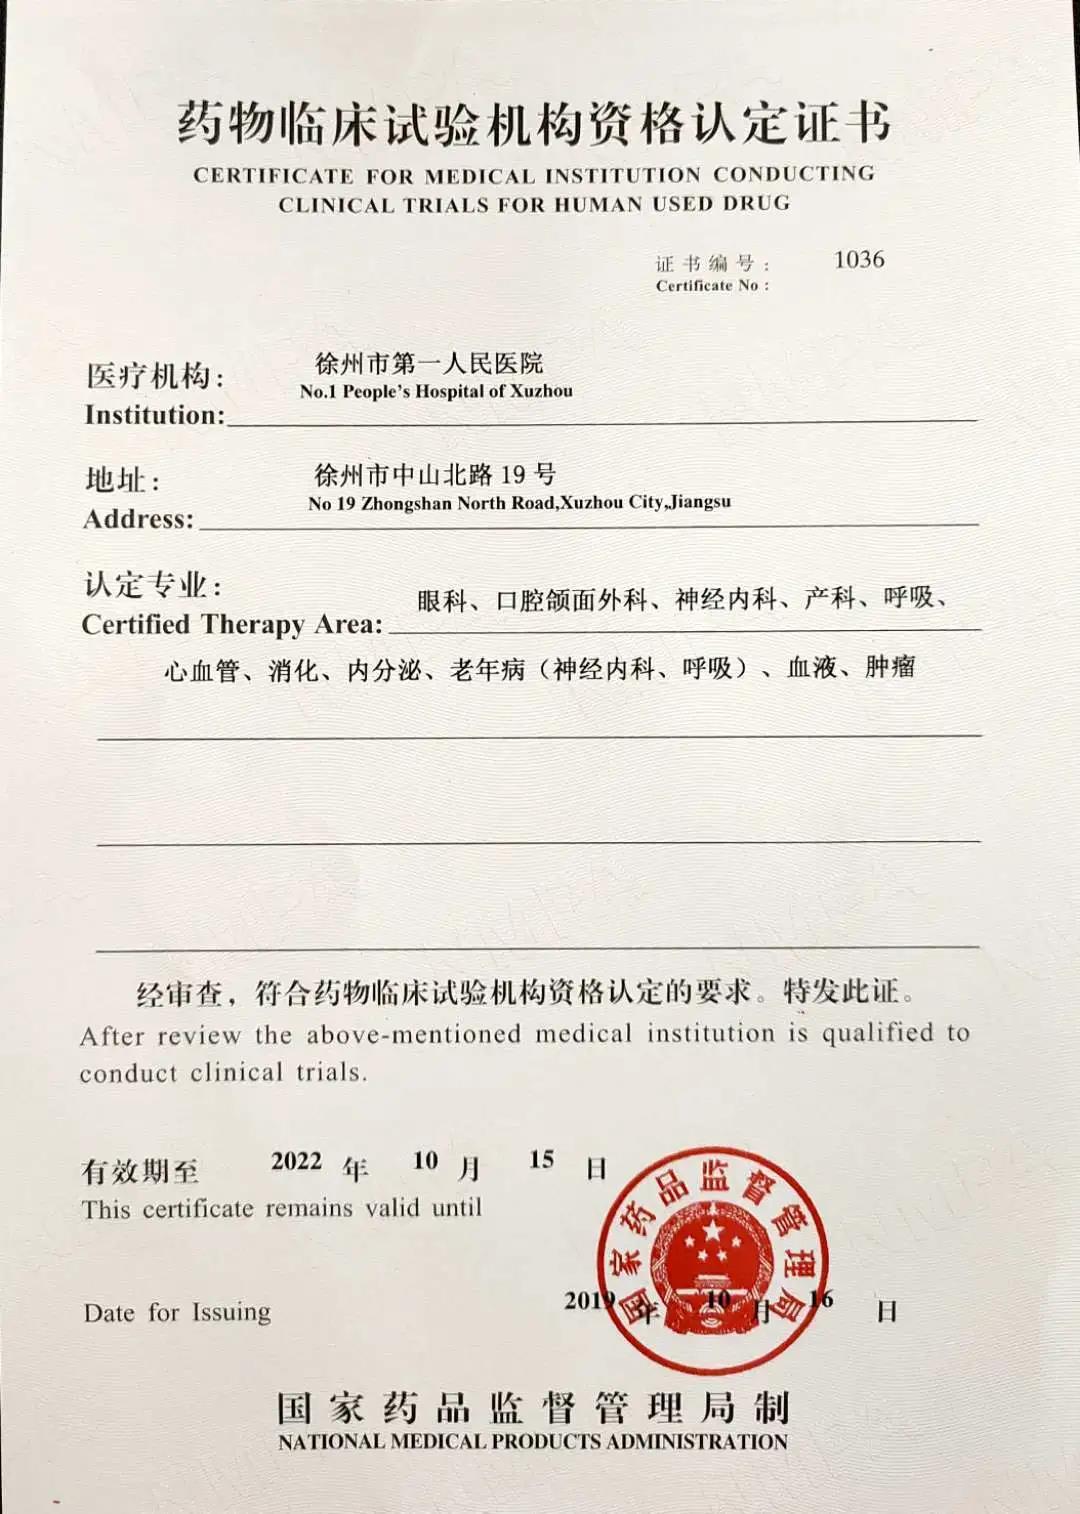 药物临床试验机构资格认定证书
CERTIFICATE FOR MEDICAL INSTITUTION CONDUCTING
CLINICAL TRIALS FOR HUMAN USED DRUG
证书编号： 1036
Certificate No :
徐州市第一人民医院
医疗机构：
No.1 People's Hospital of Xuzhou
Institution:
徐州市中山北路 19 号
地址：
No 19 Zhongshan North Road,Xuzhou City,Jiangsu
Address:
认定专业：
眼科、口腔颌面外科、神经内科、产科、呼吸、
Certified Therapy Area:
心血管、消化、内分泌、老年病（神经内科、呼吸）、血液、肿瘤
经审查，符合药物临床试验机构资格认定的要求。特发此证。
After review the above-mentioned medical institution is qualified to
conduct clinical trials.
有效期至 2022 年 10 月 15 日
This certificate remains valid until
国家药品监督管理局
Date for Issuing 2019 年 10 月 16 日
国家药品监督管理局制
NATIONAL MEDICAL PRODUCTS ADMINISTRATION